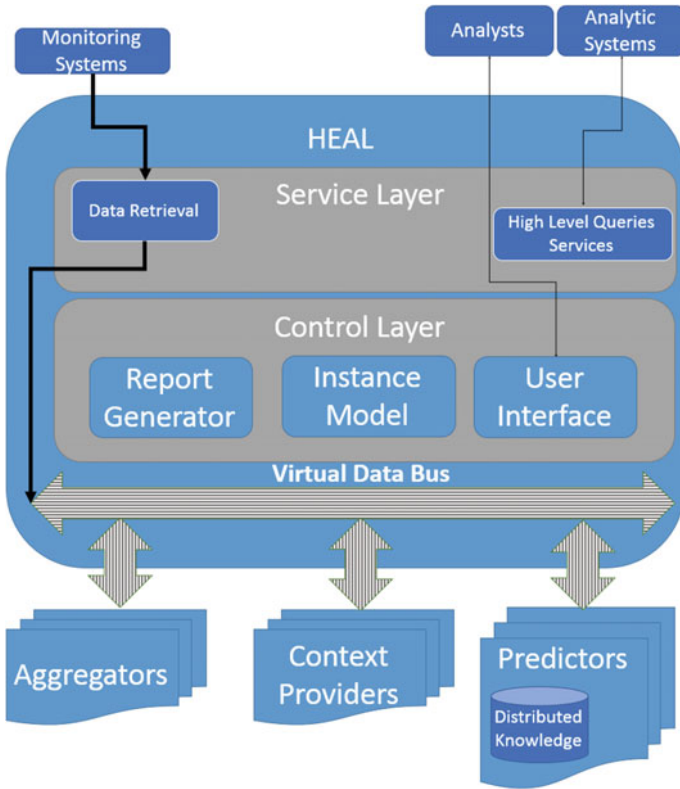 Monitoring
Systems
Analysts
Analytic
Systems
HEAL
Service Layer
Data Retrieval
High Level Queries
Services
Control Layer
Report
Generator
Instance
Model
User
Interface
Virtual Data Bus
Aggregators
Context
Providers
Predictors
Distributed
Knowledge